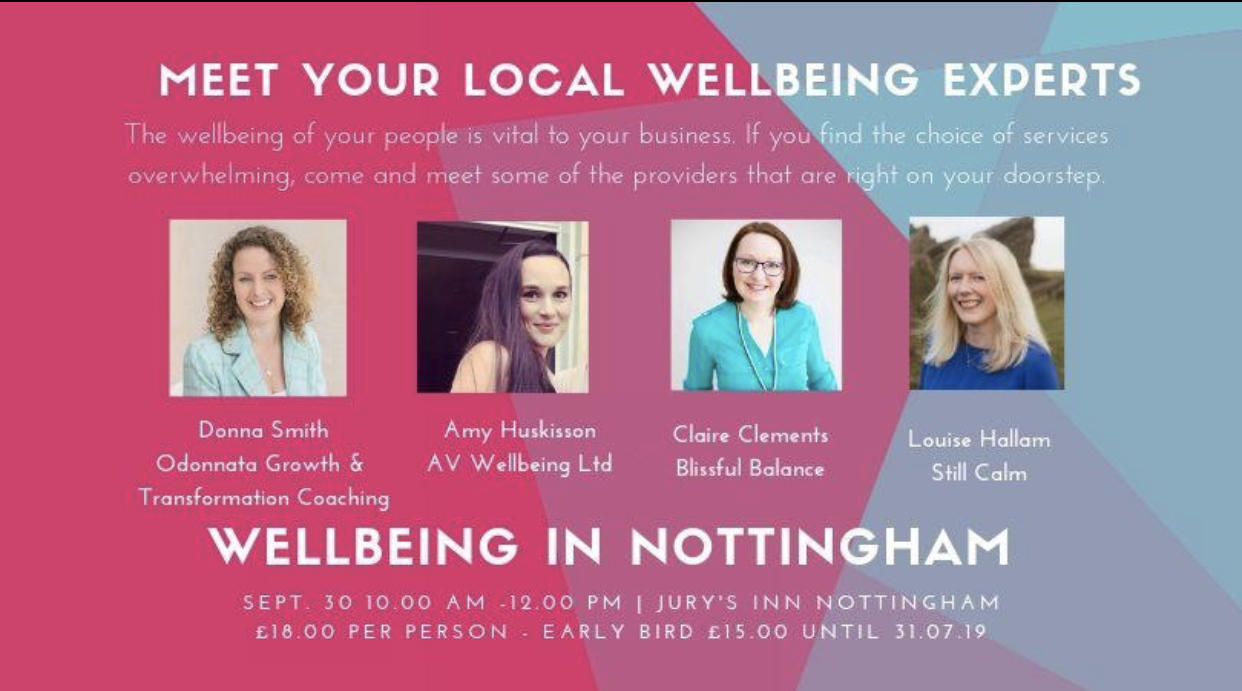 MEET YOUR LOCAL WELLBEING EXPERTS
The wellbeing of your people is vital to your business. If you find the choice of services
overwhelming, come and meet some of the providers that are right on your doorstep.
Donna Smith
Odonnata Growth &
Transformation Coaching
Amy Huskisson
AV Wellbeing Ltd
Claire Clements
Blissful Balance
Louise Hallam
Still Calm
WELLBEING IN NOTTINGHAM
SEPT. 30 10.00 AM -12.00 PM | JURY'S INN NOTTINGHAM
£18.00 PER PERSON - EARLY BIRD £15.00 UNTIL 31.07.19